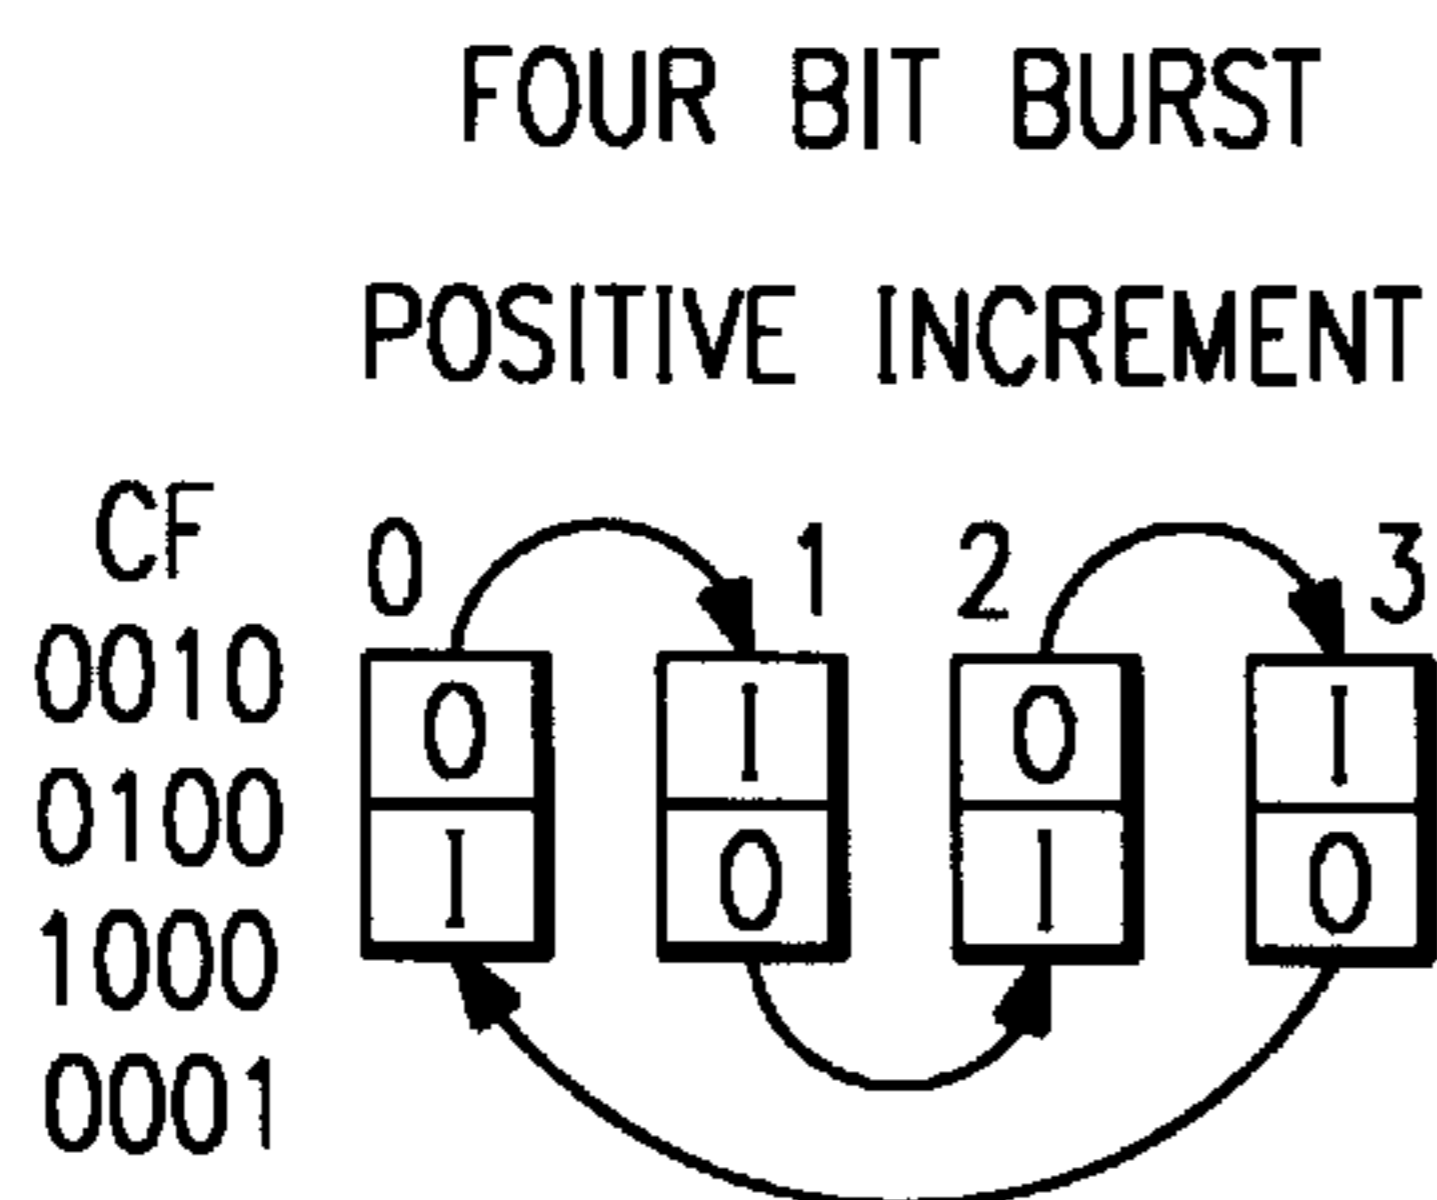 FOUR BIT BURST
POSITIVE INCREMENT
CF
0 1 2 3
0010
0 1 0 1
0100
1 0 1 0
1000
0001